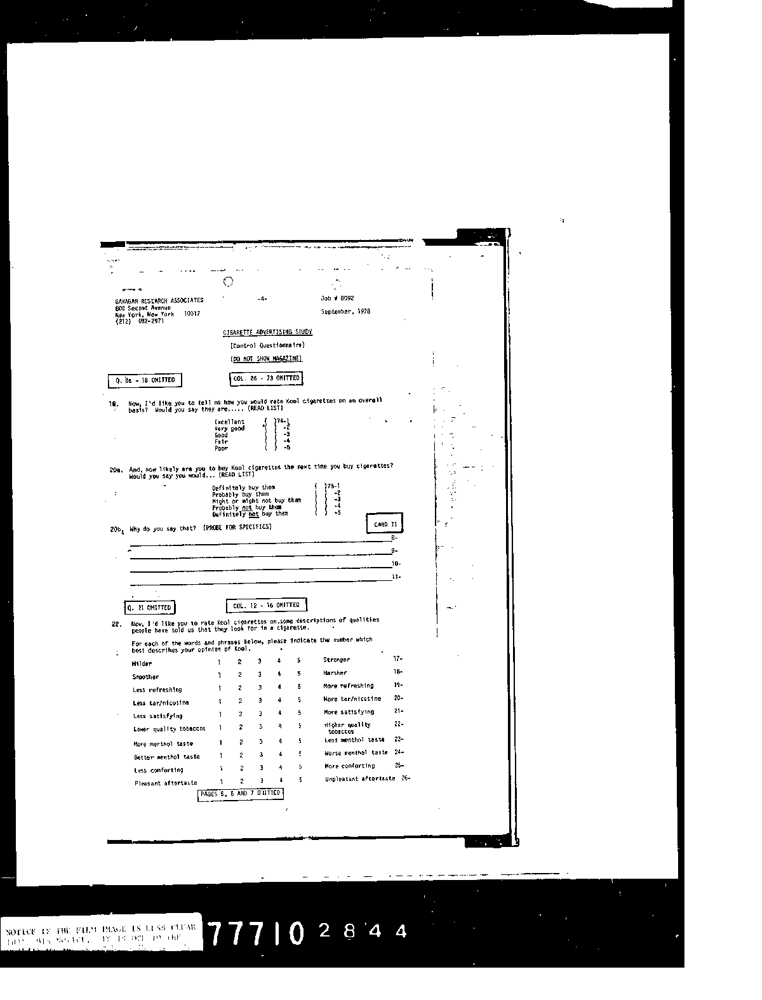 GAHAGAN RESEARCH ASSOCIATES
-4-
Job # 8092
800 Second Avenue
New York, New York 10017
September, 1978
(212)
CIGARETTE ADVERTISING STUDY
(Control Questionnaire)
(DO NOT SHOW MAGAZINE)
Q. 8a - 18 OMITTED
COL. 26 - 73 OMITTED
19. Now, I'd like you to tell me how you would rate Kool cigarettes on an overall
basis? Would you say they are..... (READ LIST)
Excellent ( )74-1
Very good ( ) -2
Good ( ) -3
Fair ( ) -4
Poor ( ) -5
20a. And, how likely are you to buy Kool cigarettes the next time you buy cigarettes?
Would you say you would... (READ LIST)
Definitely buy them ( )75-1
Probably buy them ( ) -2
Might or might not buy them ( ) -3
Probably not buy them ( ) -4
Definitely not buy them ( ) -5
CARD II
20b. Why do you say that? (PROBE FOR SPECIFICS)
8-
9-
10-
11-
Q. 21 OMITTED
COL. 12 - 16 OMITTED
22. Now, I'd like you to rate Kool cigarettes on some descriptions of qualities
people have told us that they look for in a cigarette.
For each of the words and phrases below, please indicate the number which
best describes your opinion of Kool.
Milder 1 2 3 4 5 Stronger 17-
Smoother 1 2 3 4 5 Harsher 18-
Less refreshing 1 2 3 4 5 More refreshing 19-
Less tar/nicotine 1 2 3 4 5 More tar/nicotine 20-
Less satisfying 1 2 3 4 5 More satisfying 21-
Lower quality tobaccos 1 2 3 4 5 Higher quality 22-
tobaccos
More menthol taste 1 2 3 4 5 Less menthol taste 23-
Better menthol taste 1 2 3 4 5 Worse menthol taste 24-
Less comforting 1 2 3 4 5 More comforting 25-
Pleasant aftertaste 1 2 3 4 5 Unpleasant aftertaste 26-
PAGES 5, 6 AND 7 OMITTED
NOTICE IF THE FILM IMAGE IS LESS CLEAR
THAN THIS NOTICE, IT IS DUE TO THE
77710 2844